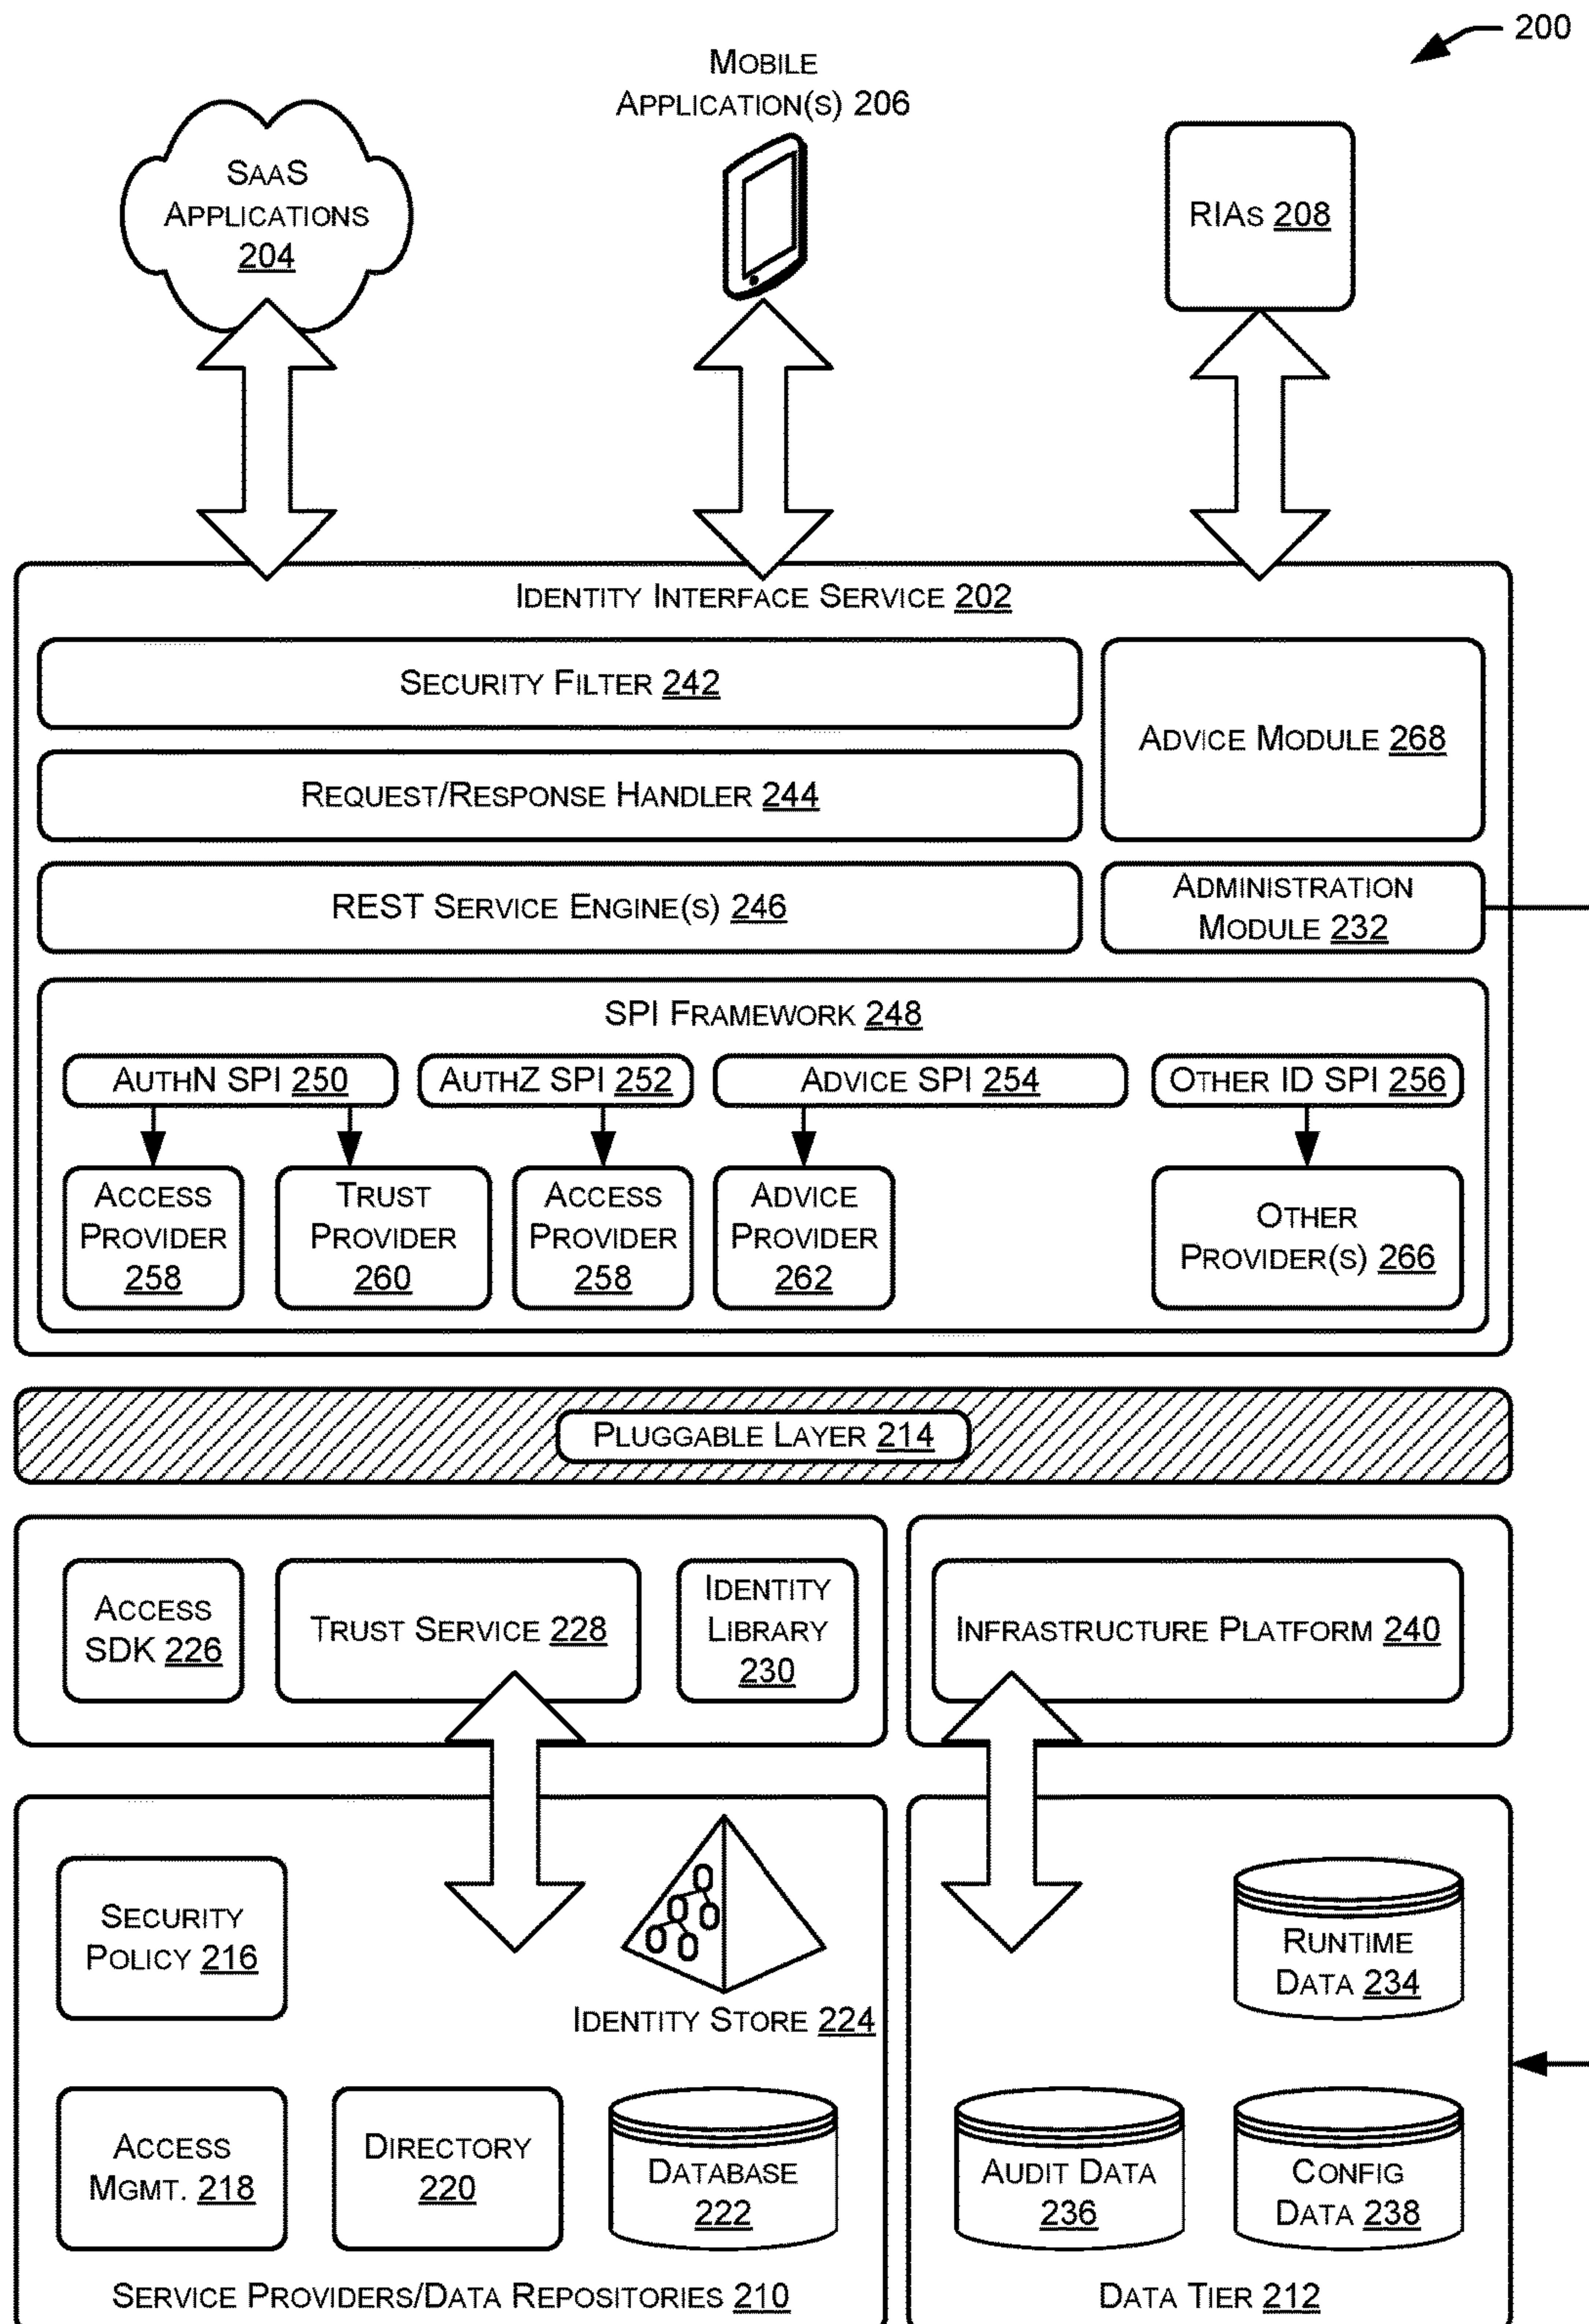 200
MOBILE
APPLICATION(S) 206
SAAS
APPLICATIONS
204
RIAS 208
IDENTITY INTERFACE SERVICE 202
SECURITY FILTER 242
ADVICE MODULE 268
REQUEST/RESPONSE HANDLER 244
REST SERVICE ENGINE(S) 246
ADMINISTRATION
MODULE 232
SPI FRAMEWORK 248
AUTHN SPI 250
AUTHZ SPI 252
ADVICE SPI 254
OTHER ID SPI 256
ACCESS
PROVIDER
258
TRUST
PROVIDER
260
ACCESS
PROVIDER
258
ADVICE
PROVIDER
262
OTHER
PROVIDER(S) 266
PLUGGABLE LAYER 214
ACCESS
SDK 226
TRUST SERVICE 228
IDENTITY
LIBRARY
230
INFRASTRUCTURE PLATFORM 240
SECURITY
POLICY 216
IDENTITY STORE 224
RUNTIME
DATA 234
ACCESS
MGMT. 218
DIRECTORY
220
DATABASE
222
AUDIT DATA
236
CONFIG
DATA 238
SERVICE PROVIDERS/DATA REPOSITORIES 210
DATA TIER 212